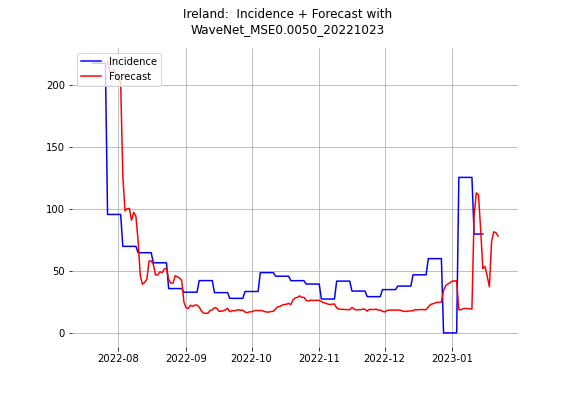 Ireland:  Incidence + Forecast with
WaveNet_MSE0.0050_20221023
Incidence
Forecast
200
150
100
50
0
2022-08
2022-09
2022-10
2022-11
2022-12
2023-01